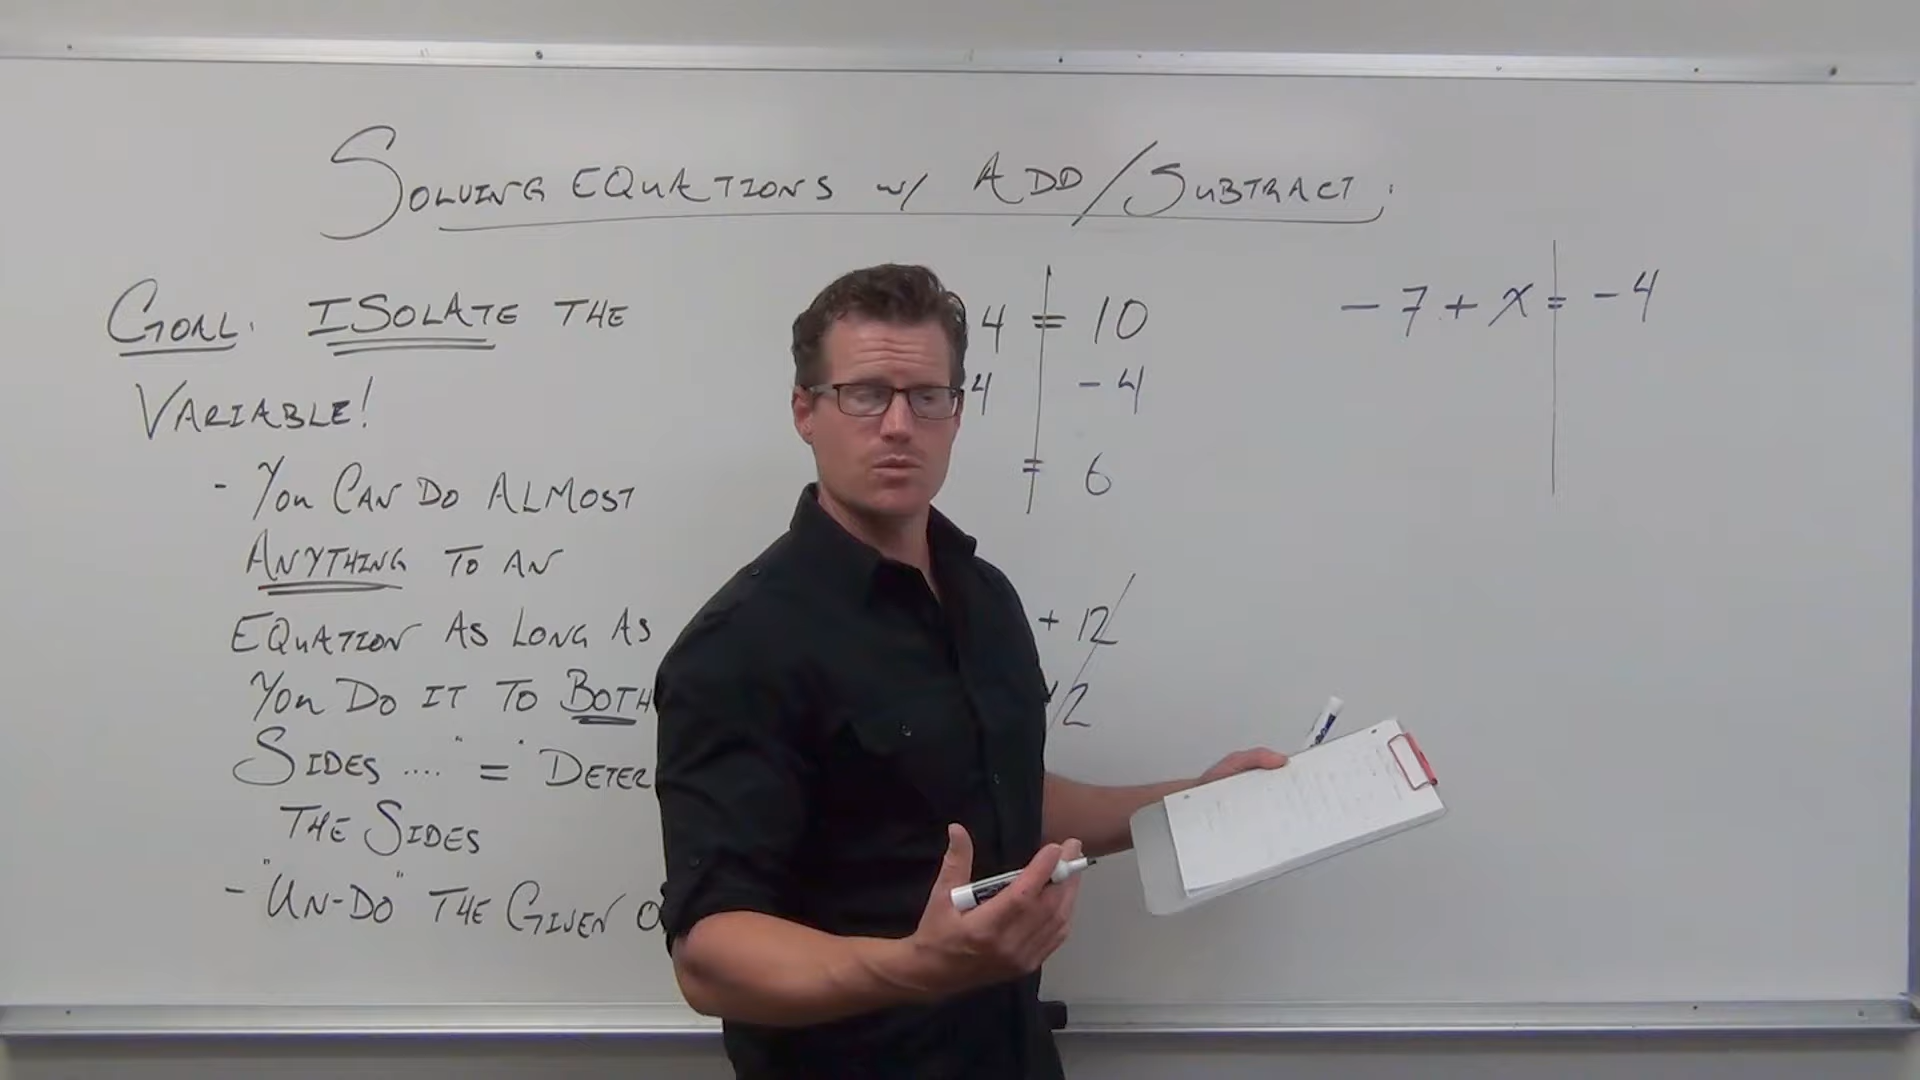 SOLVING EQUATIONS w/ ADD/SUBTRACT.
GOAL: ISOLATE THE
VARIABLE!
- YOU CAN DO ALMOST
ANYTHING TO AN
EQUATION AS LONG AS
YOU DO IT TO BOTH
SIDES .... "=" DETER
THE SIDES
- "UN-DO" THE GIVEN
4 = 10
4 - 4
= 6
+ 12
- 7 + x = - 4